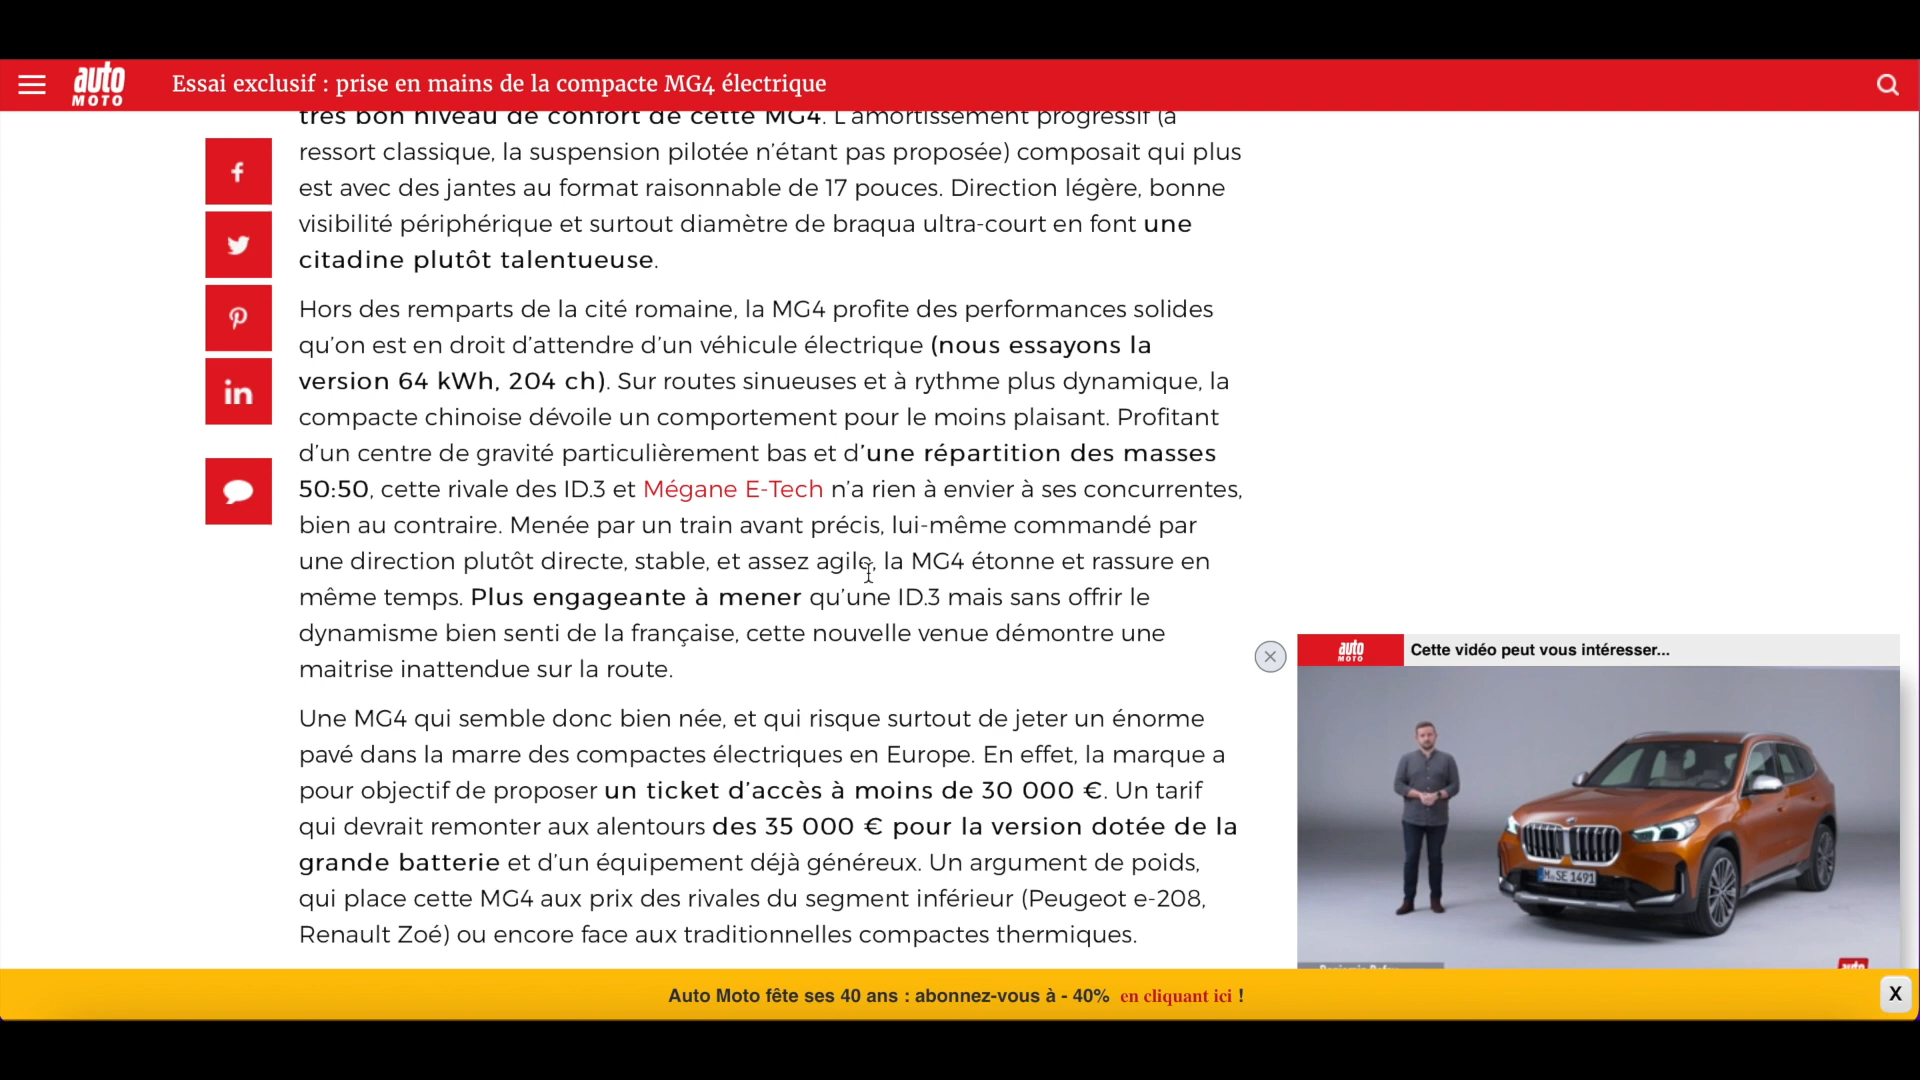 auto
MOTO
Essai exclusif : prise en mains de la compacte MG4 électrique
très bon niveau de confort de cette MG4. L'amortissement progressif (à
ressort classique, la suspension pilotée n'étant pas proposée) composait qui plus
est avec des jantes au format raisonnable de 17 pouces. Direction légère, bonne
visibilité périphérique et surtout diamètre de braqua ultra-court en font une
citadine plutôt talentueuse.
Hors des remparts de la cité romaine, la MG4 profite des performances solides
qu'on est en droit d'attendre d'un véhicule électrique (nous essayons la
version 64 kWh, 204 ch). Sur routes sinueuses et à rythme plus dynamique, la
compacte chinoise dévoile un comportement pour le moins plaisant. Profitant
d'un centre de gravité particulièrement bas et d'une répartition des masses
50:50, cette rivale des ID.3 et Mégane E-Tech n'a rien à envier à ses concurrentes,
bien au contraire. Menée par un train avant précis, lui-même commandé par
une direction plutôt directe, stable, et assez agile, la MG4 étonne et rassure en
même temps. Plus engageante à mener qu'une ID.3 mais sans offrir le
dynamisme bien senti de la française, cette nouvelle venue démontre une
maitrise inattendue sur la route.
Une MG4 qui semble donc bien née, et qui risque surtout de jeter un énorme
pavé dans la marre des compactes électriques en Europe. En effet, la marque a
pour objectif de proposer un ticket d'accès à moins de 30 000 €. Un tarif
qui devrait remonter aux alentours des 35 000 € pour la version dotée de la
grande batterie et d'un équipement déjà généreux. Un argument de poids,
qui place cette MG4 aux prix des rivales du segment inférieur (Peugeot e-208,
Renault Zoé) ou encore face aux traditionnelles compactes thermiques.
auto
MOTO
Cette vidéo peut vous intéresser...
M SE 1491
auto
Auto Moto fête ses 40 ans : abonnez-vous à - 40% en cliquant ici !
X